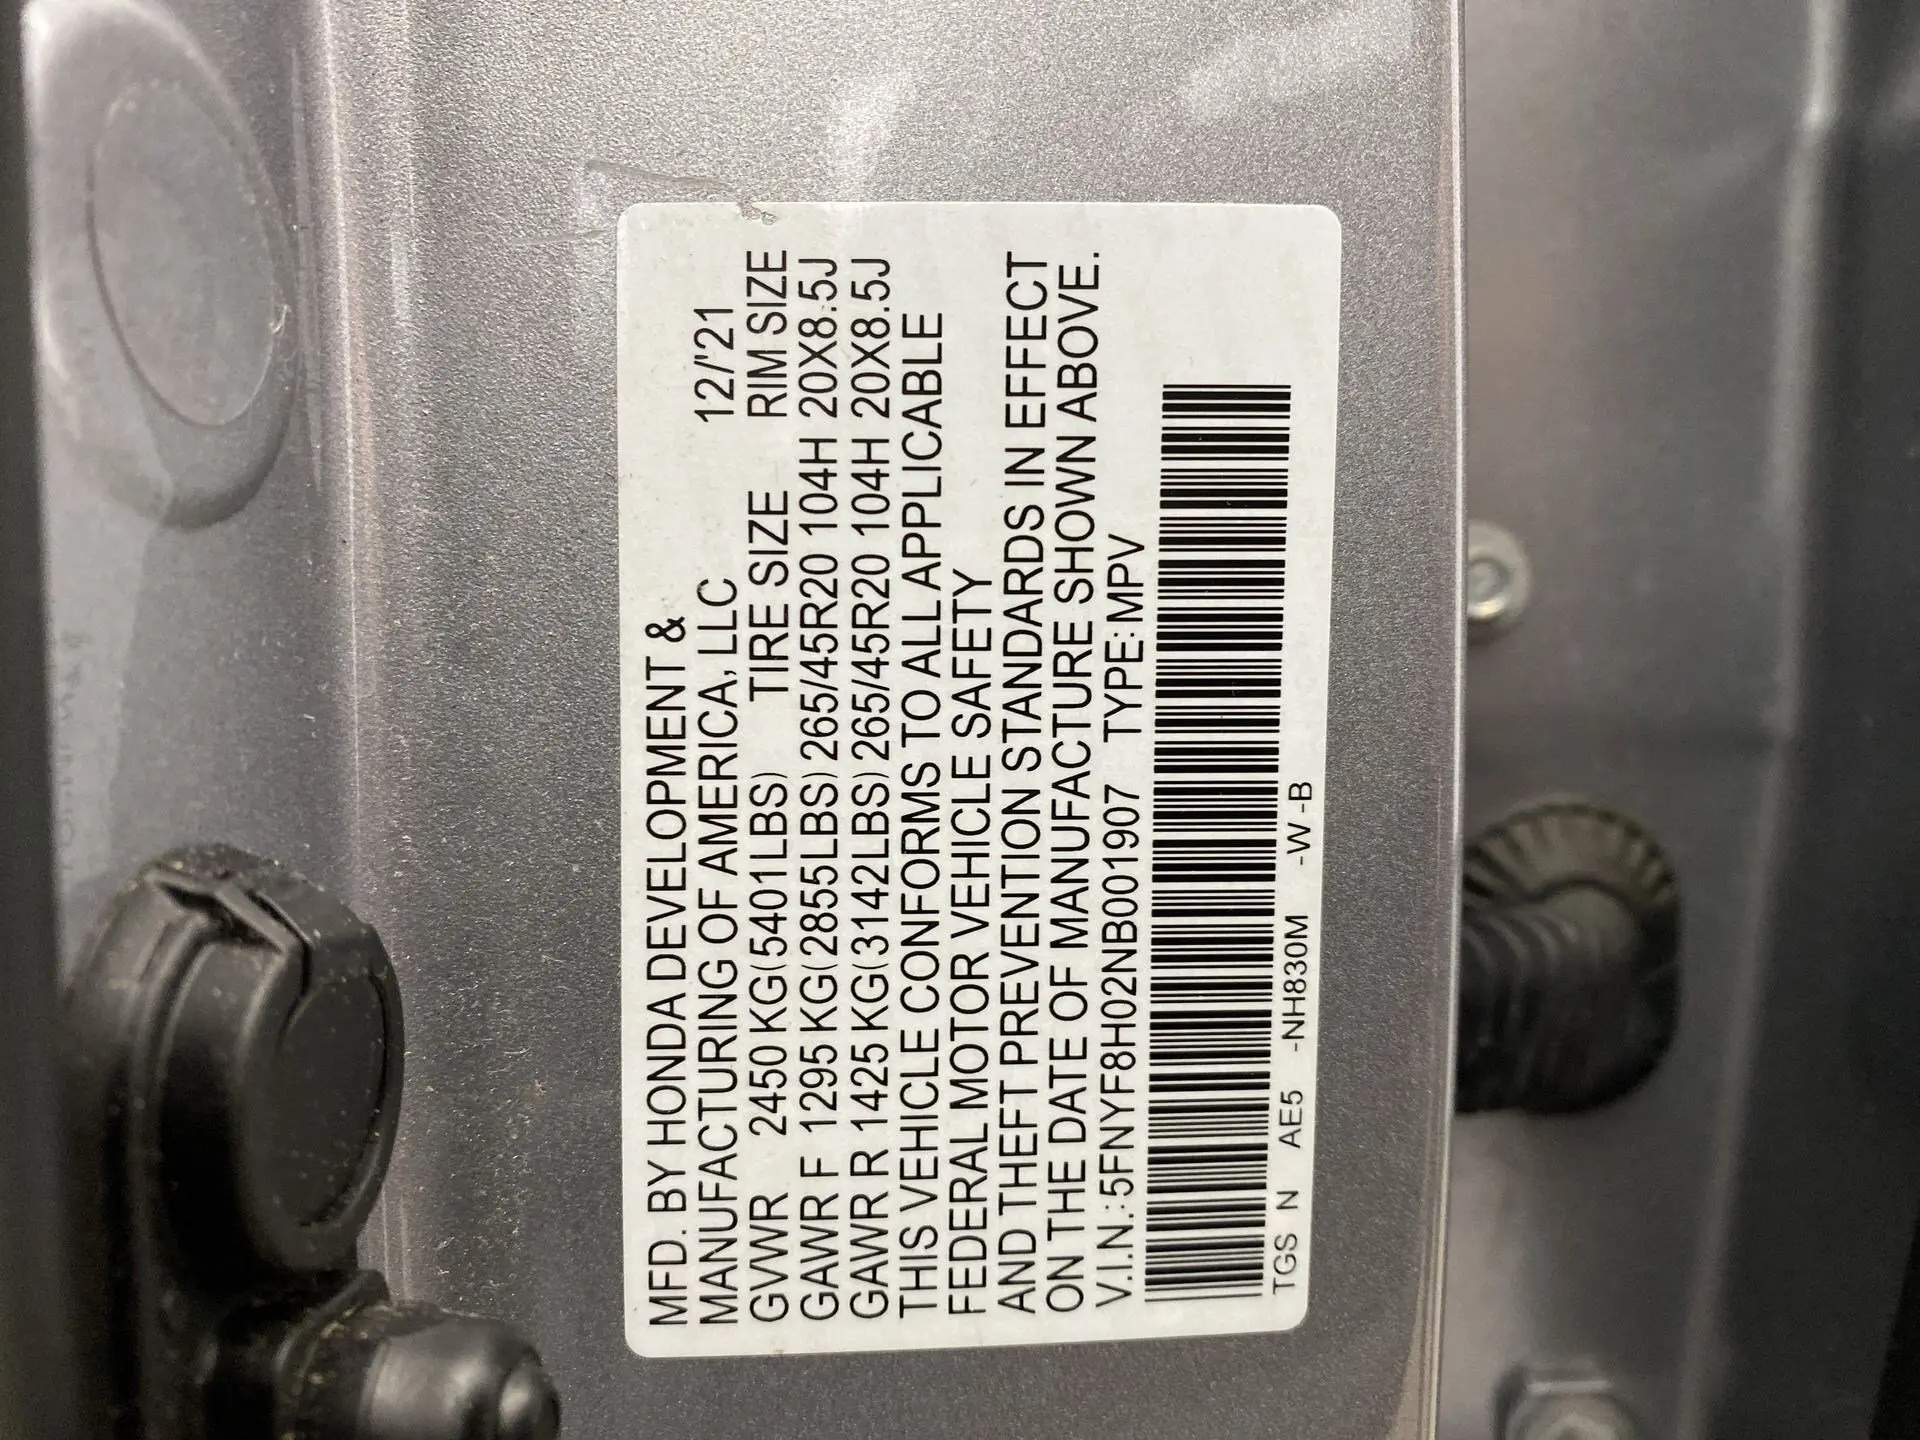 MFD. BY HONDA DEVELOPMENT &
MANUFACTURING OF AMERICA, LLC 12/'21
GVWR 2450 KG(5401LBS) TIRE SIZE RIM SIZE
GAWR F 1295 KG(2855LBS) 265/45R20 104H 20X8.5J
GAWR R 1425 KG(3142LBS) 265/45R20 104H 20X8.5J
THIS VEHICLE CONFORMS TO ALL APPLICABLE
FEDERAL MOTOR VEHICLE SAFETY
AND THEFT PREVENTION STANDARDS IN EFFECT
ON THE DATE OF MANUFACTURE SHOWN ABOVE.
V.I.N.: 5FNYF8H02NB001907 TYPE: MPV
TGS N AE5 -NH830M -W -B